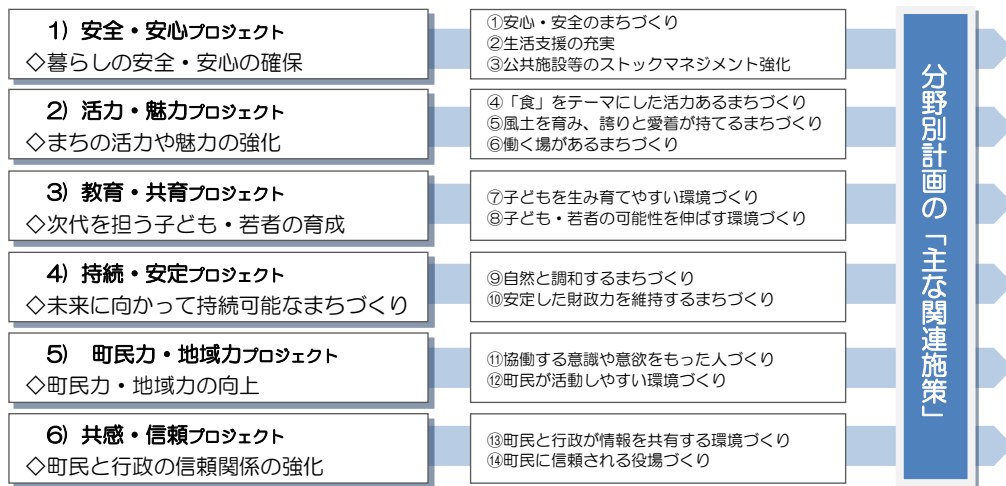 1) 安全・安心プロジェクト
◇暮らしの安全・安心の確保
①安心・安全のまちづくり
②生活支援の充実
③公共施設等のストックマネジメント強化
2) 活力・魅力プロジェクト
◇まちの活力や魅力の強化
④「食」をテーマにした活力あるまちづくり
⑤風土を育み、誇りと愛着が持てるまちづくり
⑥働く場があるまちづくり
3) 教育・共育プロジェクト
◇次代を担う子ども・若者の育成
⑦子どもを生み育てやすい環境づくり
⑧子ども・若者の可能性を伸ばす環境づくり
4) 持続・安定プロジェクト
◇未来に向かって持続可能なまちづくり
⑨自然と調和するまちづくり
⑩安定した財政力を維持するまちづくり
5) 町民力・地域力プロジェクト
◇町民力・地域力の向上
⑪協働する意識や意欲をもった人づくり
⑫町民が活動しやすい環境づくり
6) 共感・信頼プロジェクト
◇町民と行政の信頼関係の強化
⑬町民と行政が情報を共有する環境づくり
⑭町民に信頼される役場づくり
分野別計画の「主な関連施策」